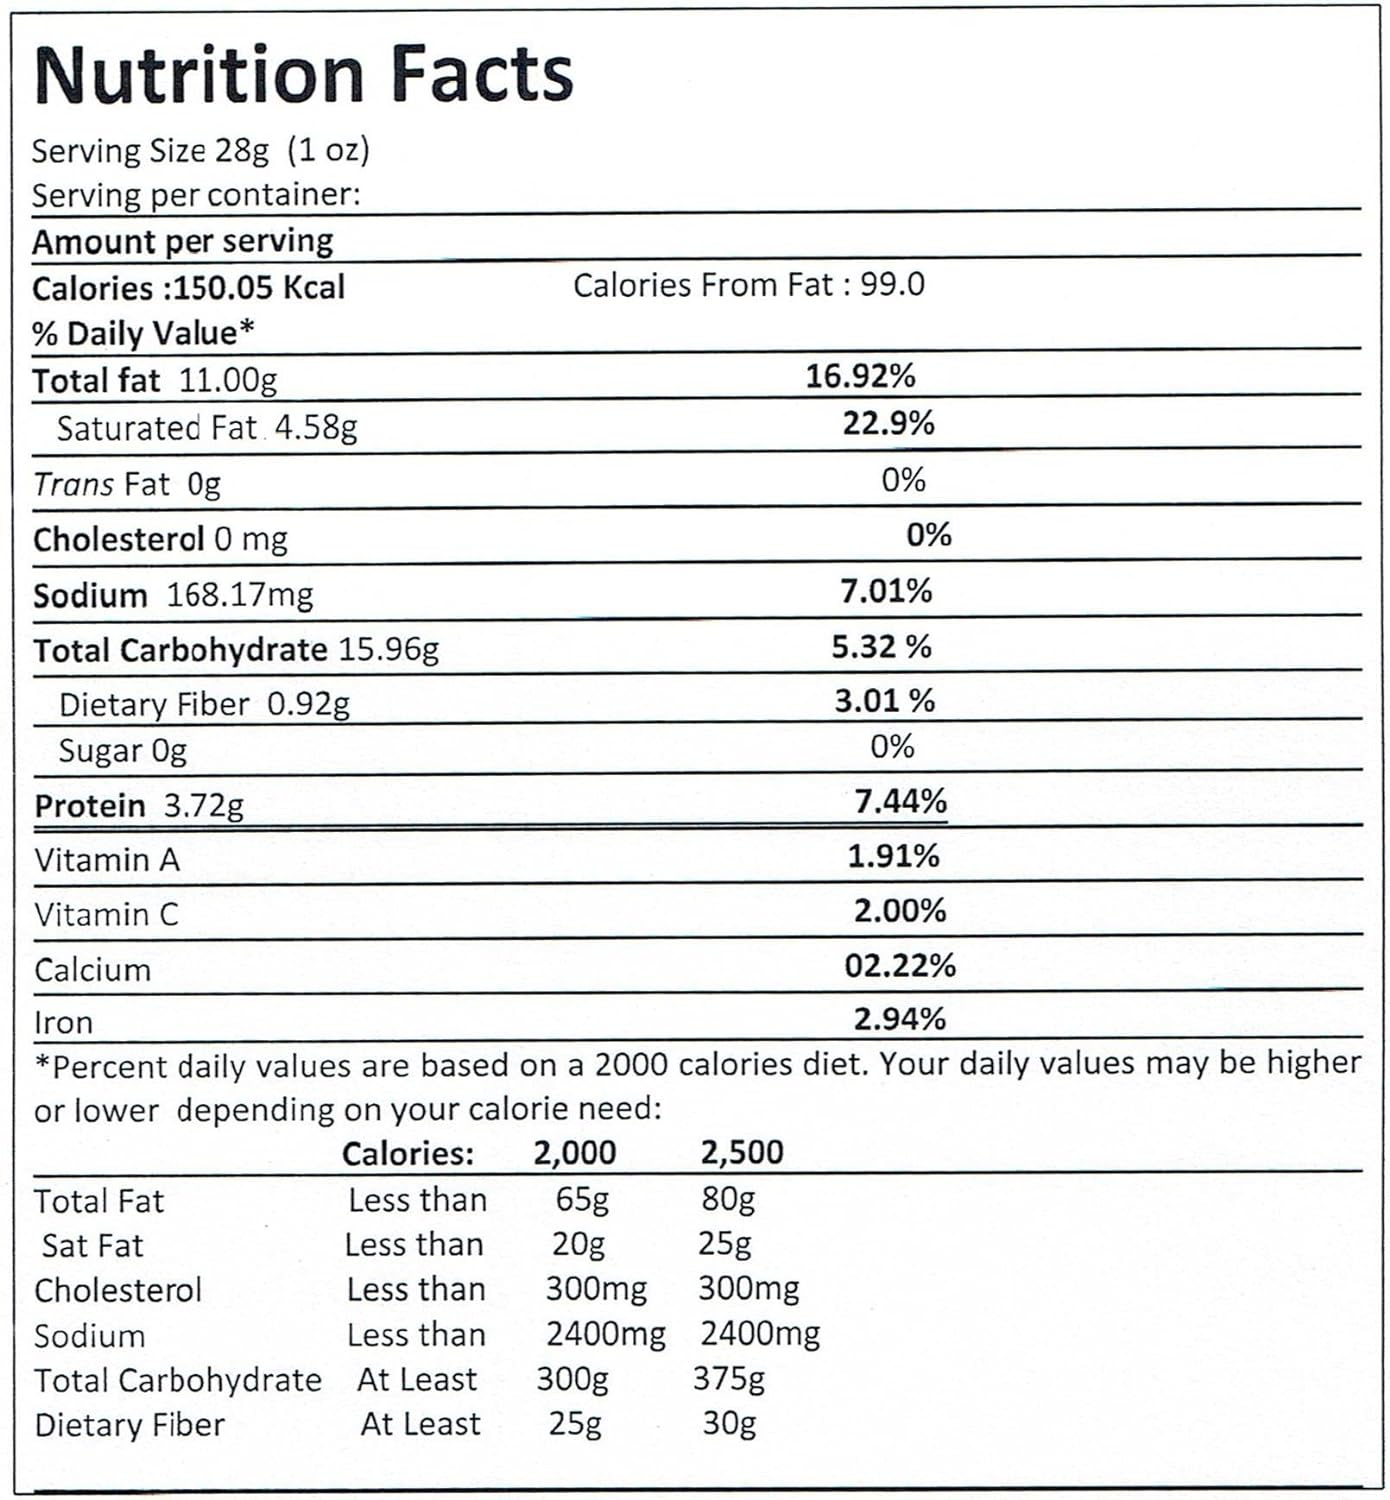 Nutrition Facts
Serving Size 28g (1 oz)
Serving per container:
Amount per serving
Calories :150.05 Kcal Calories From Fat : 99.0
% Daily Value*
Total fat 11.00g 16.92%
Saturated Fat 4.58g 22.9%
Trans Fat 0g 0%
Cholesterol 0 mg 0%
Sodium 168.17mg 7.01%
Total Carbohydrate 15.96g 5.32 %
Dietary Fiber 0.92g 3.01 %
Sugar 0g 0%
Protein 3.72g 7.44%
Vitamin A 1.91%
Vitamin C 2.00%
Calcium 02.22%
Iron 2.94%
*Percent daily values are based on a 2000 calories diet. Your daily values may be higher
or lower depending on your calorie need:
Calories: 2,000 2,500
Total Fat Less than 65g 80g
Sat Fat Less than 20g 25g
Cholesterol Less than 300mg 300mg
Sodium Less than 2400mg 2400mg
Total Carbohydrate At Least 300g 375g
Dietary Fiber At Least 25g 30g